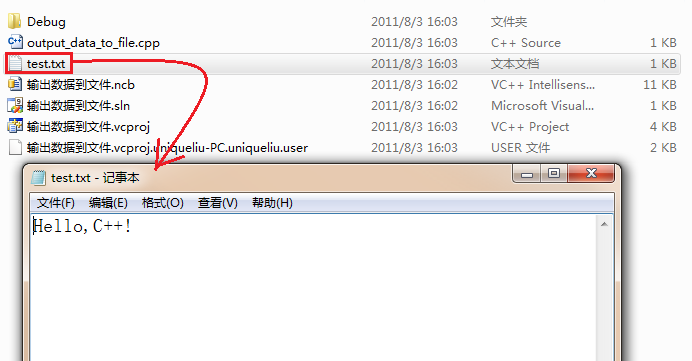 Debug 2011/8/3 16:03 文件夹
output_data_to_file.cpp 2011/8/3 16:03 C++ Source 1 KB
test.txt 2011/8/3 16:03 文本文档 1 KB
输出数据到文件.ncb 2011/8/3 16:02 VC++ Intellisens... 11 KB
输出数据到文件.sln 2011/8/3 16:02 Microsoft Visual... 1 KB
输出数据到文件.vcproj 2011/8/3 16:03 VC++ Project 4 KB
输出数据到文件.vcproj.uniqueliu-PC.uniqueliu.user 2011/8/3 16:03 USER 文件 2 KB
test.txt - 记事本
文件(F) 编辑(E) 格式(O) 查看(V) 帮助(H)
Hello,C++!